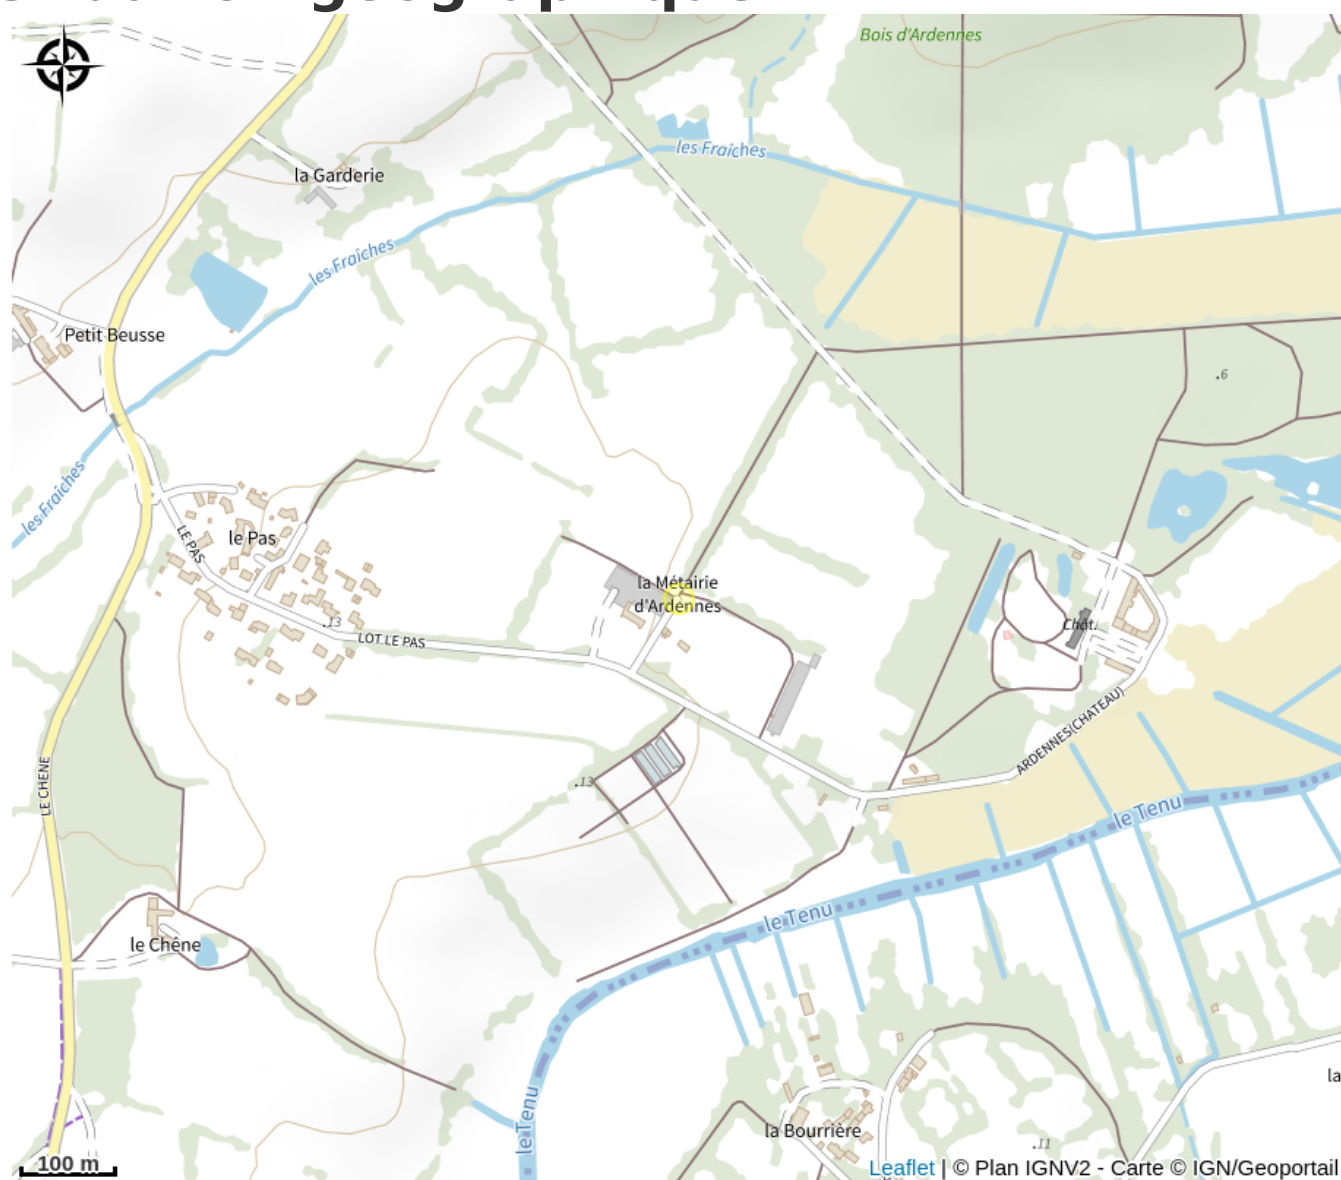 Bois d'Ardennes
les Fraîches
la Garderie
les Fraîches
Petit Beusse
.6
les Fraîches
LE PAS
le Pas
la Métairie
d'Ardennes
.13
LOT LE PAS
Chât.
ARDENNES(CHATEAU)
LE CHENE
.13
le Tenu
le Tenu
le Chêne
le Tenu
la
la Bourrière
.11
100 m
Leaflet | © Plan IGNV2 - Carte © IGN/Geoportail